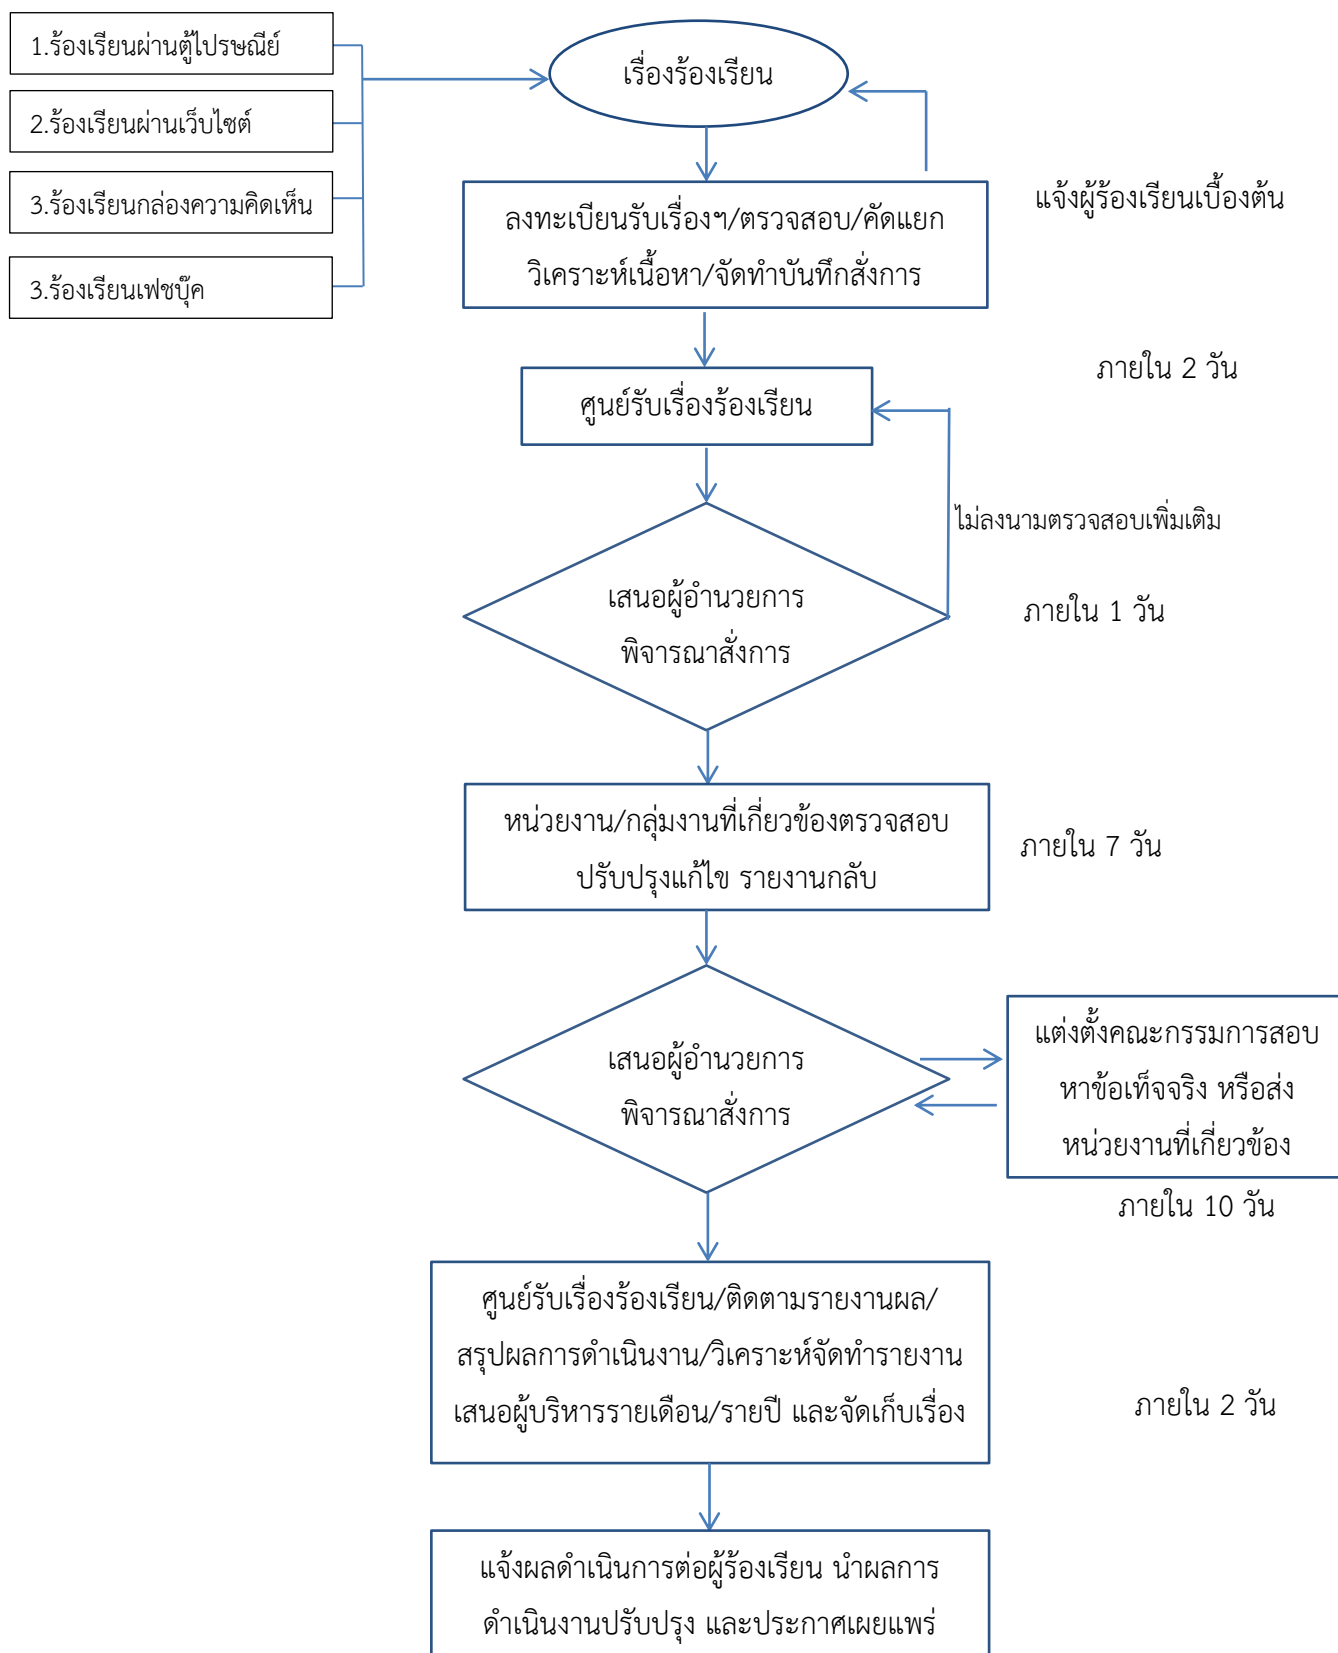 1.ร้องเรียนผ่านตู้ไปรษณีย์
2.ร้องเรียนผ่านเว็บไซต์
3.ร้องเรียนกล่องความคิดเห็น
3.ร้องเรียนเฟซบุ๊ค
เรื่องร้องเรียน
ลงทะเบียนรับเรื่องฯ/ตรวจสอบ/คัดแยก
วิเคราะห์เนื้อหา/จัดทำบันทึกสั่งการ
แจ้งผู้ร้องเรียนเบื้องต้น
ภายใน 2 วัน
ศูนย์รับเรื่องร้องเรียน
ไม่ลงนามตรวจสอบเพิ่มเติม
เสนอผู้อำนวยการ
พิจารณาสั่งการ
ภายใน 1 วัน
หน่วยงาน/กลุ่มงานที่เกี่ยวข้องตรวจสอบ
ปรับปรุงแก้ไข รายงานกลับ
ภายใน 7 วัน
เสนอผู้อำนวยการ
พิจารณาสั่งการ
แต่งตั้งคณะกรรมการสอบ
หาข้อเท็จจริง หรือส่ง
หน่วยงานที่เกี่ยวข้อง
ภายใน 10 วัน
ศูนย์รับเรื่องร้องเรียน/ติดตามรายงานผล/
สรุปผลการดำเนินงาน/วิเคราะห์จัดทำรายงาน
เสนอผู้บริหารรายเดือน/รายปี และจัดเก็บเรื่อง
ภายใน 2 วัน
แจ้งผลดำเนินการต่อผู้ร้องเรียน นำผลการ
ดำเนินงานปรับปรุง และประกาศเผยแพร่